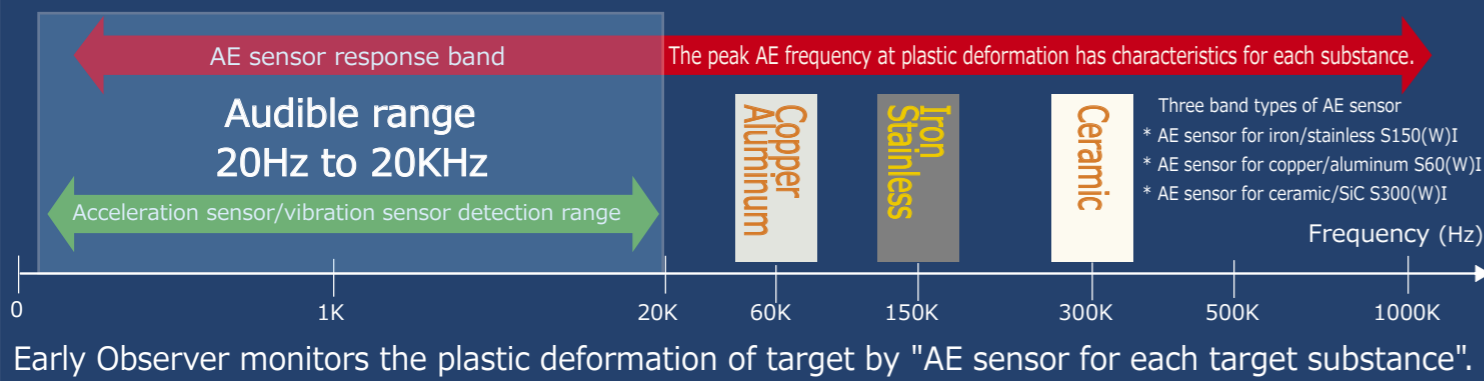 AE sensor response band
The peak AE frequency at plastic deformation has characteristics for each substance.
Audible range
20Hz to 20KHz
Acceleration sensor/vibration sensor detection range
Copper
Aluminum
Iron
Stainless
Ceramic
Three band types of AE sensor
* AE sensor for iron/stainless S150(W)I
* AE sensor for copper/aluminum S60(W)I
* AE sensor for ceramic/SiC S300(W)I
Frequency (Hz)
0
1K
20K
60K
150K
300K
500K
1000K
Early Observer monitors the plastic deformation of target by "AE sensor for each target substance".